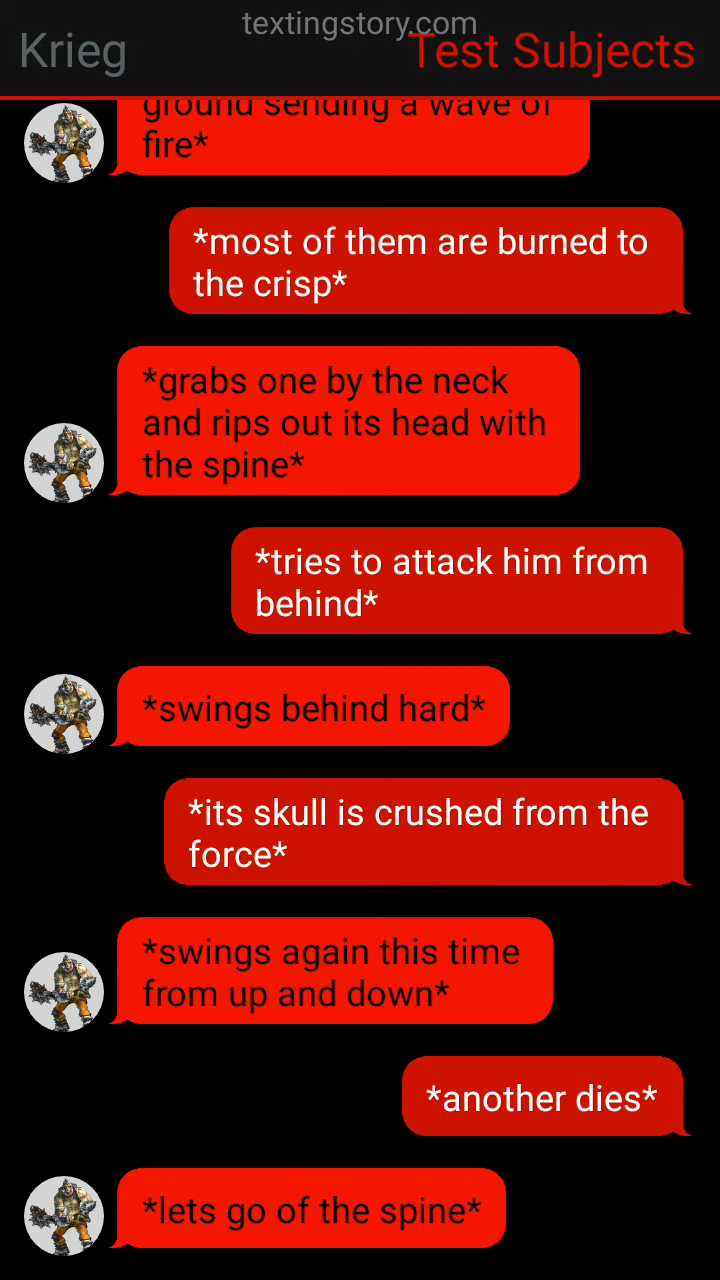 textingstory.com
Krieg
Test Subjects
ground sending a wave of
fire*
*most of them are burned to
the crisp*
*grabs one by the neck
and rips out its head with
the spine*
*tries to attack him from
behind*
*swings behind hard*
*its skull is crushed from the
force*
*swings again this time
from up and down*
*another dies*
*lets go of the spine*